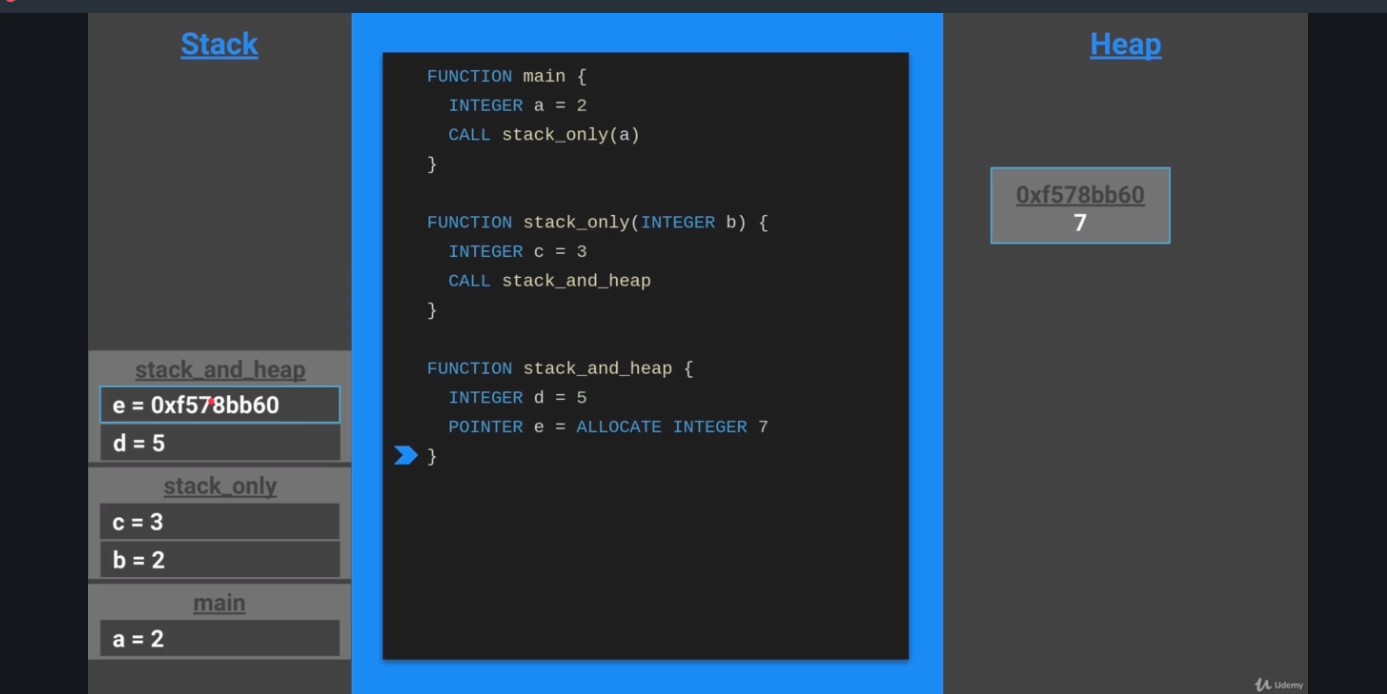 Stack
stack_and_heap
e = 0xf578bb60
d = 5
stack_only
c = 3
b = 2
main
a = 2
FUNCTION main {
INTEGER a = 2
CALL stack_only(a)
}
FUNCTION stack_only(INTEGER b) {
INTEGER c = 3
CALL stack_and_heap
}
FUNCTION stack_and_heap {
INTEGER d = 5
POINTER e = ALLOCATE INTEGER 7
}
Heap
0xf578bb60
7
Udemy